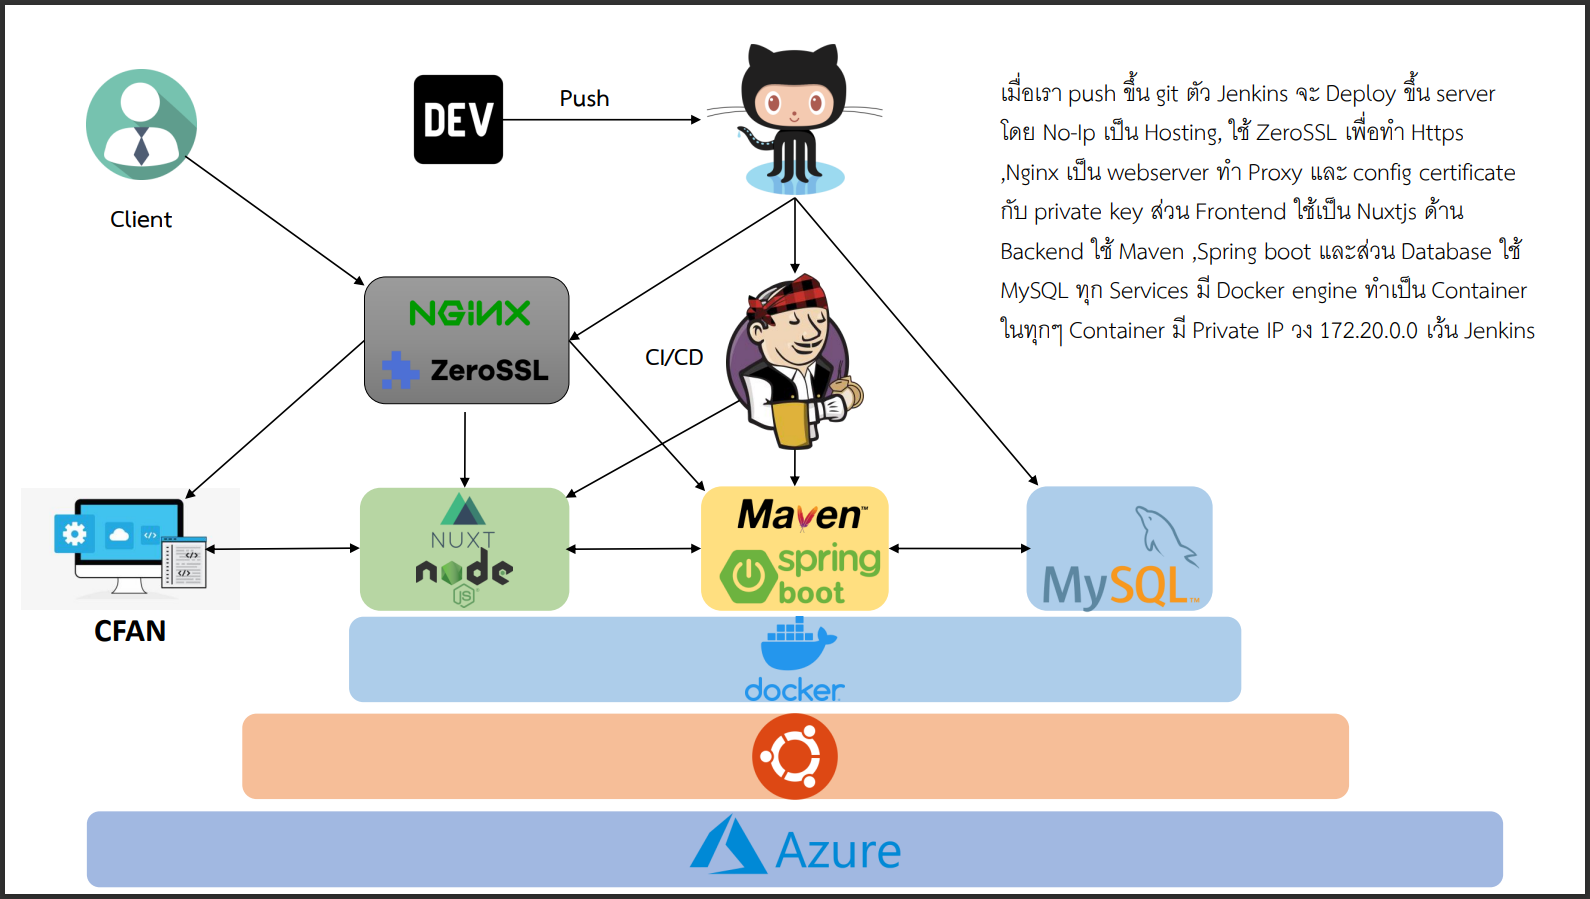 DEV
Push
Client
เมื่อเรา push ขึ้น git ตัว Jenkins จะ Deploy ขึ้น server
โดย No-Ip เป็น Hosting, ใช้ ZeroSSL เพื่อทำ Https
,Nginx เป็น webserver ทำ Proxy และ config certificate
กับ private key ส่วน Frontend ใช้เป็น Nuxtjs ด้าน
Backend ใช้ Maven ,Spring boot และส่วน Database ใช้
MySQL ทุก Services มี Docker engine ทำเป็น Container
ในทุกๆ Container มี Private IP วง 172.20.0.0 เว้น Jenkins
NGINX
ZeroSSL
CI/CD
CFAN
NUXT
node
JS
Maven™
spring
boot
MySQL™
docker
Azure